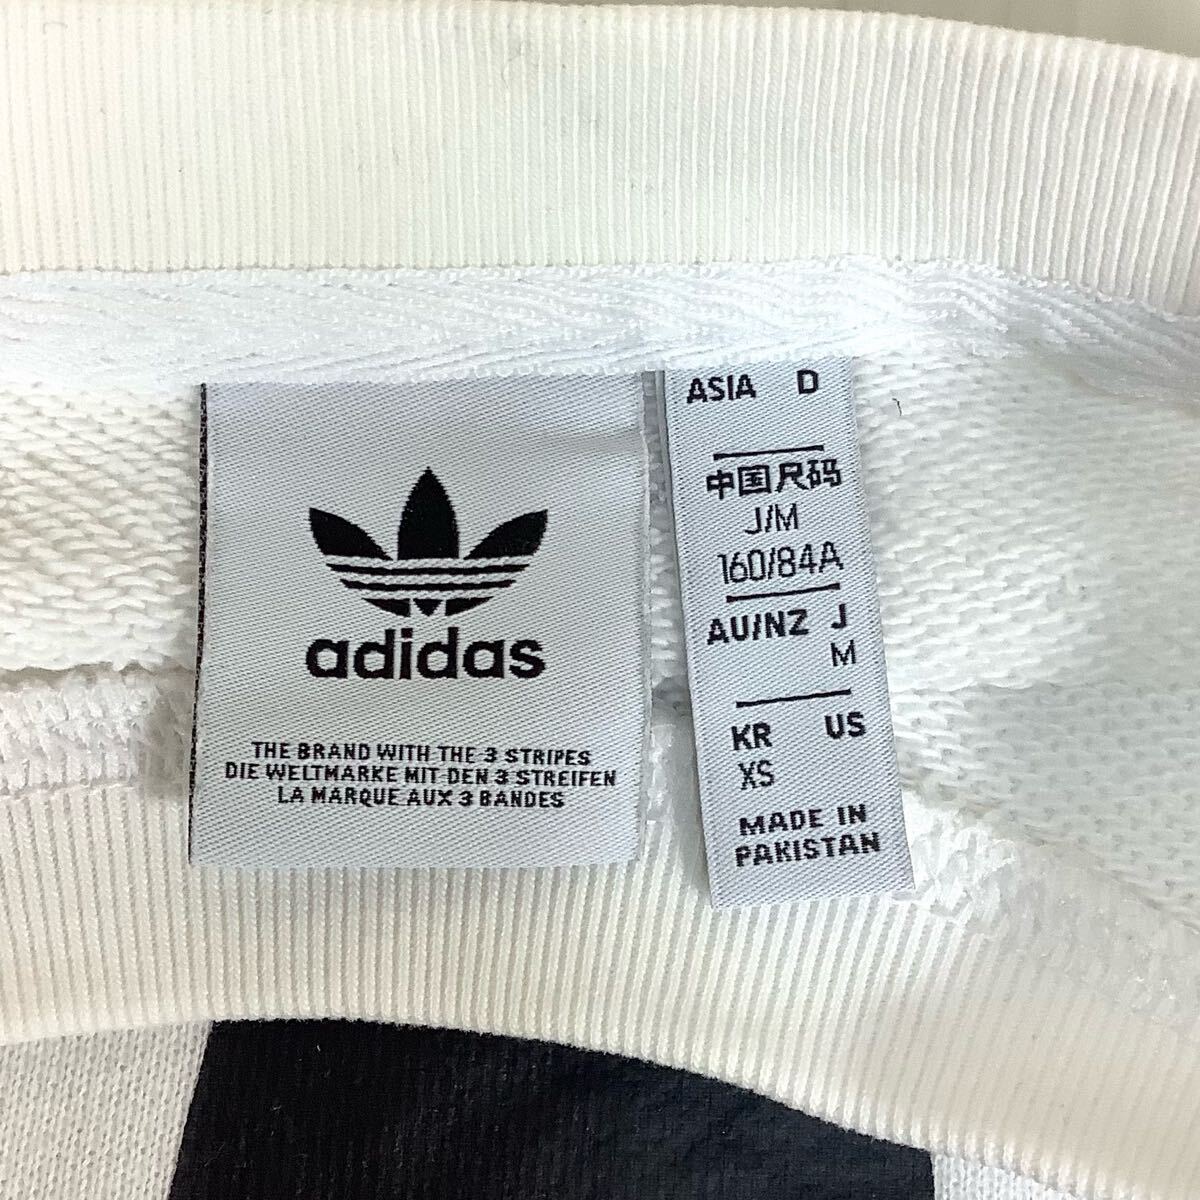 adidas
THE BRAND WITH THE 3 STRIPES
DIE WELTMARKE MIT DEN 3 STREIFEN
LA MARQUE AUX 3 BANDES
ASIA D
中国尺码
J/M
160/84A
AU/NZ J
M
KR US
XS
MADE IN
PAKISTAN